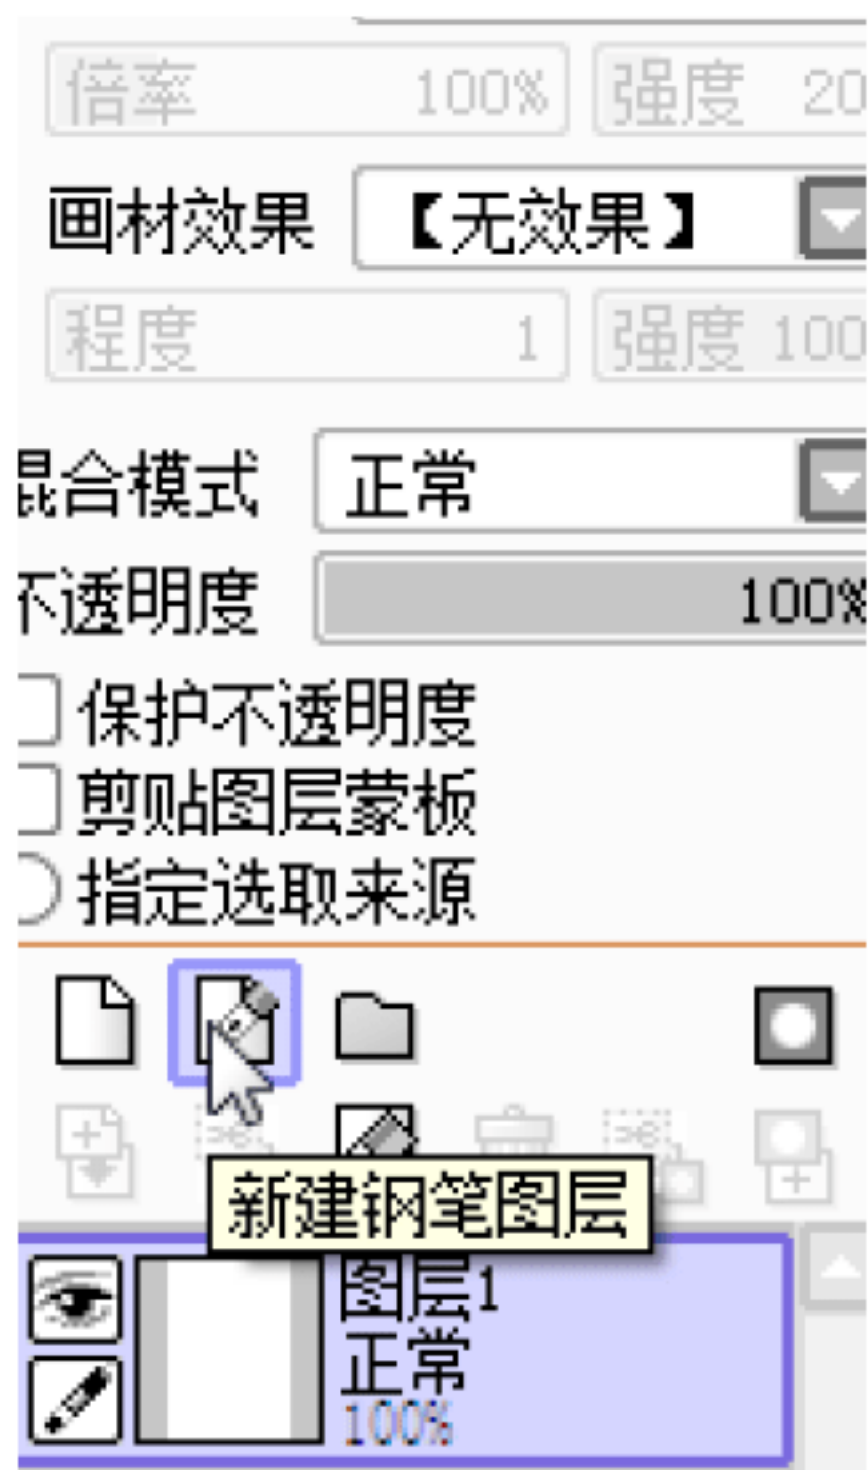 倍率 100% 强度 20
画材效果 【无效果】
程度 1 强度 100
混合模式 正常
不透明度 100%
保护不透明度
剪贴图层蒙板
指定选取来源
新建钢笔图层
图层1
正常
100%